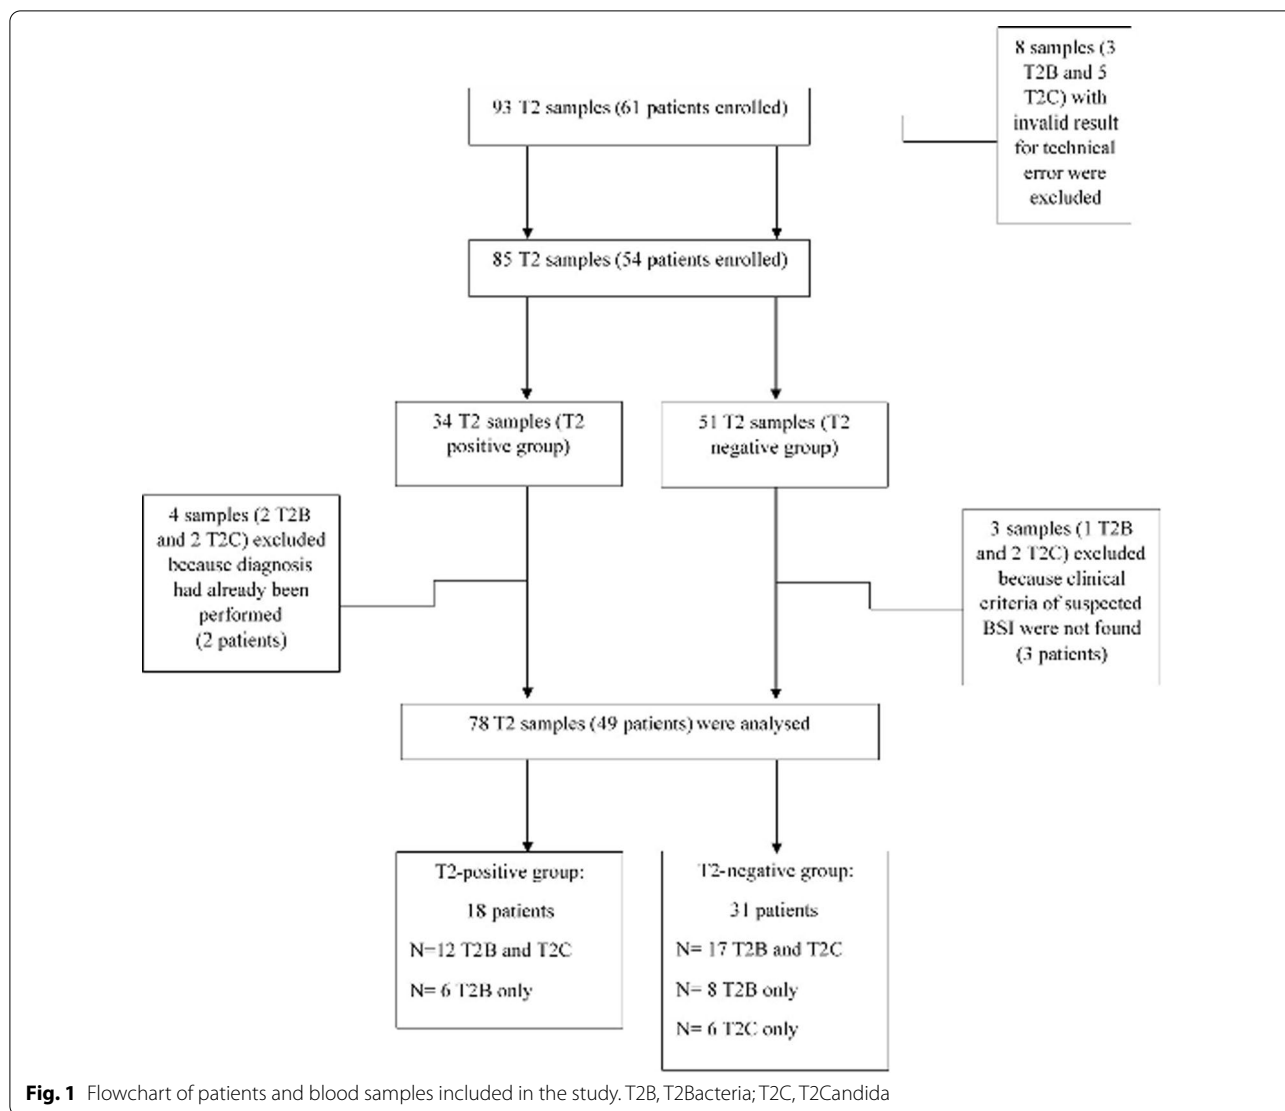 93 T2 samples (61 patients enrolled)
8 samples (3
T2B and 5
T2C) with
invalid result
for technical
error were
excluded
85 T2 samples (54 patients enrolled)
34 T2 samples (T2
positive group)
51 T2 samples (T2
negative group)
4 samples (2 T2B
and 2 T2C) excluded
because diagnosis
had already been
performed
(2 patients)
3 samples (1 T2B
and 2 T2C) excluded
because clinical
criteria of suspected
BSI were not found
(3 patients)
78 T2 samples (49 patients) were analysed
T2-positive group:
18 patients
N=12 T2B and T2C
N= 6 T2B only
T2-negative group:
31 patients
N= 17 T2B and T2C
N= 8 T2B only
N= 6 T2C only
Fig. 1 Flowchart of patients and blood samples included in the study. T2B, T2Bacteria; T2C, T2Candida